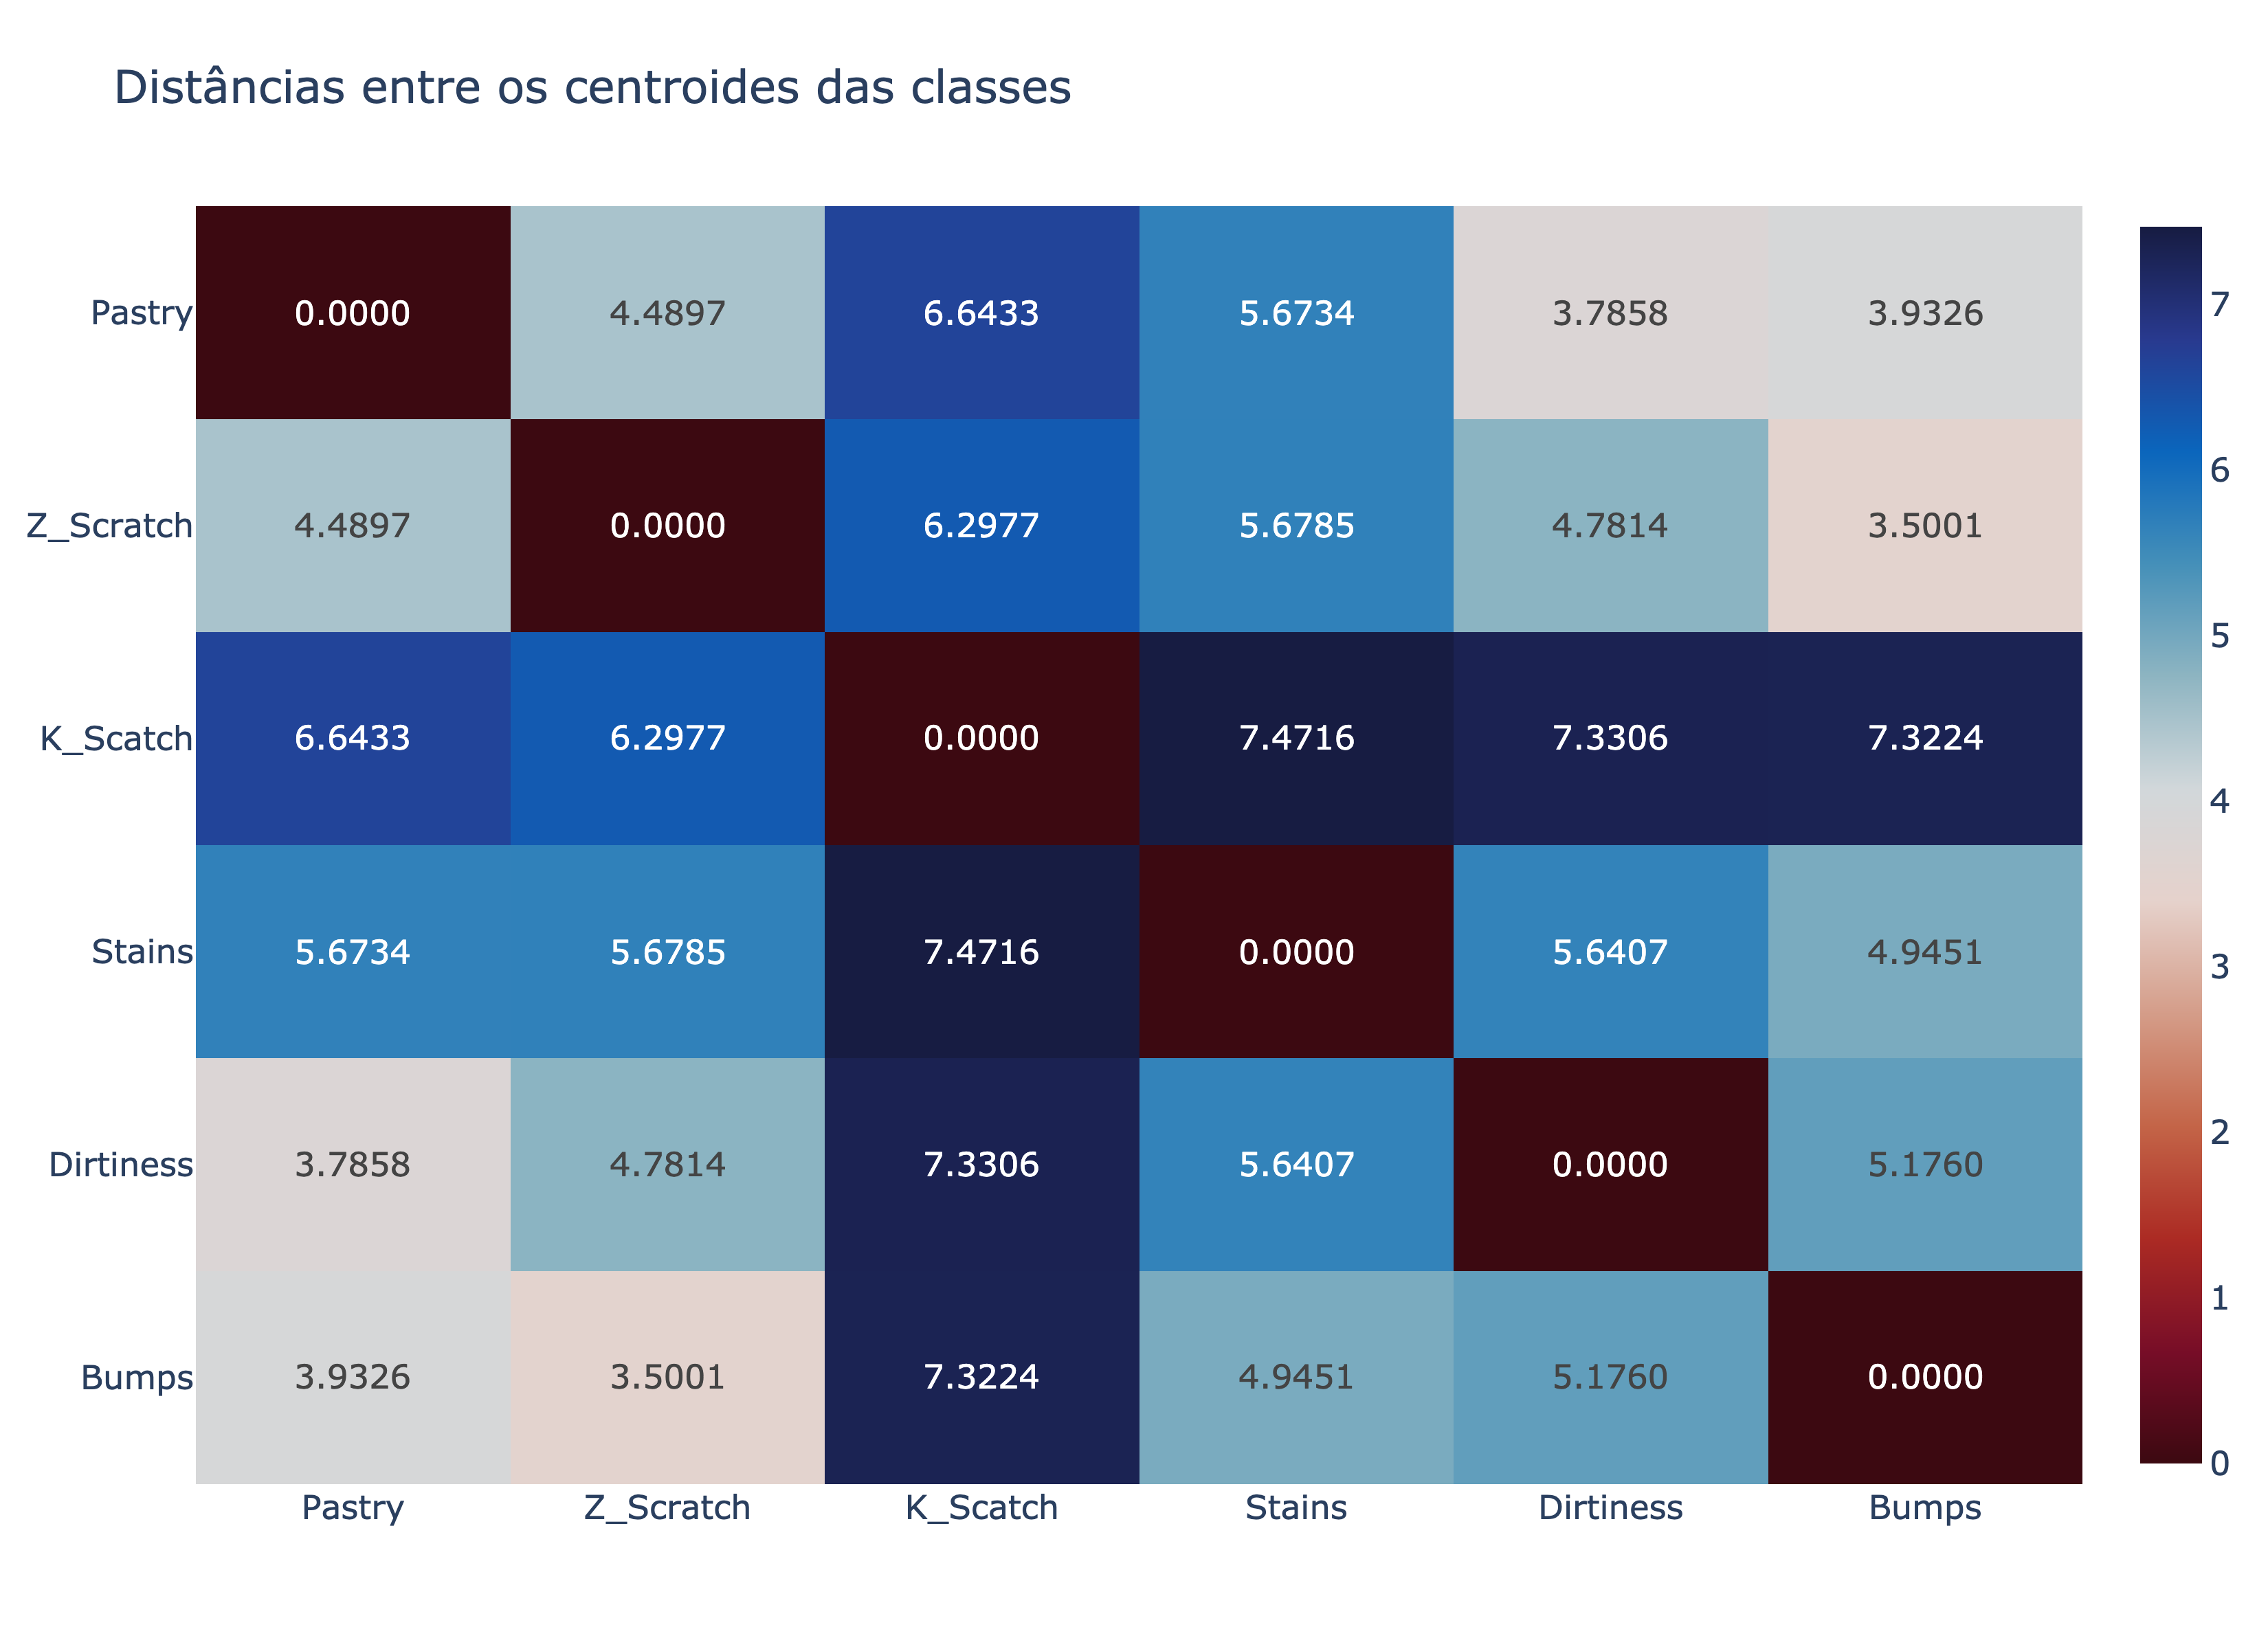 Distâncias entre os centroides das classes
Pastry 0.0000 4.4897 6.6433 5.6734 3.7858 3.9326
Z_Scratch 4.4897 0.0000 6.2977 5.6785 4.7814 3.5001
K_Scatch 6.6433 6.2977 0.0000 7.4716 7.3306 7.3224
Stains 5.6734 5.6785 7.4716 0.0000 5.6407 4.9451
Dirtiness 3.7858 4.7814 7.3306 5.6407 0.0000 5.1760
Bumps 3.9326 3.5001 7.3224 4.9451 5.1760 0.0000
Pastry Z_Scratch K_Scatch Stains Dirtiness Bumps
7
6
5
4
3
2
1
0